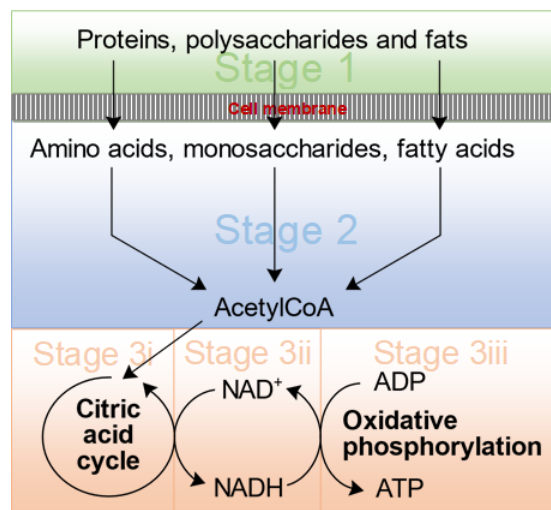 Proteins, polysaccharides and fats
Stage 1
Cell membrane
Amino acids, monosaccharides, fatty acids
Stage 2
AcetylCoA
Stage 3i
Stage 3ii
Stage 3iii
Citric
acid
cycle
NAD+
NADH
ADP
Oxidative
phosphorylation
ATP